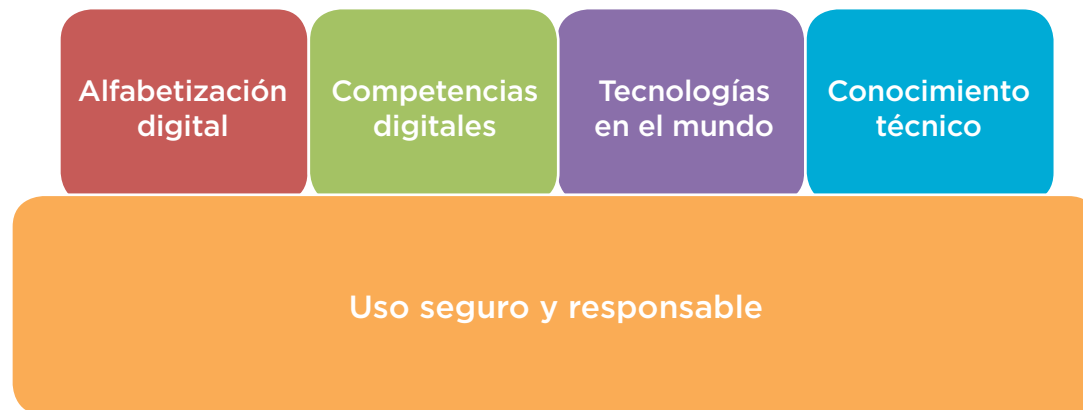 Alfabetización
digital
Competencias
digitales
Tecnologías
en el mundo
Conocimiento
técnico
Uso seguro y responsable